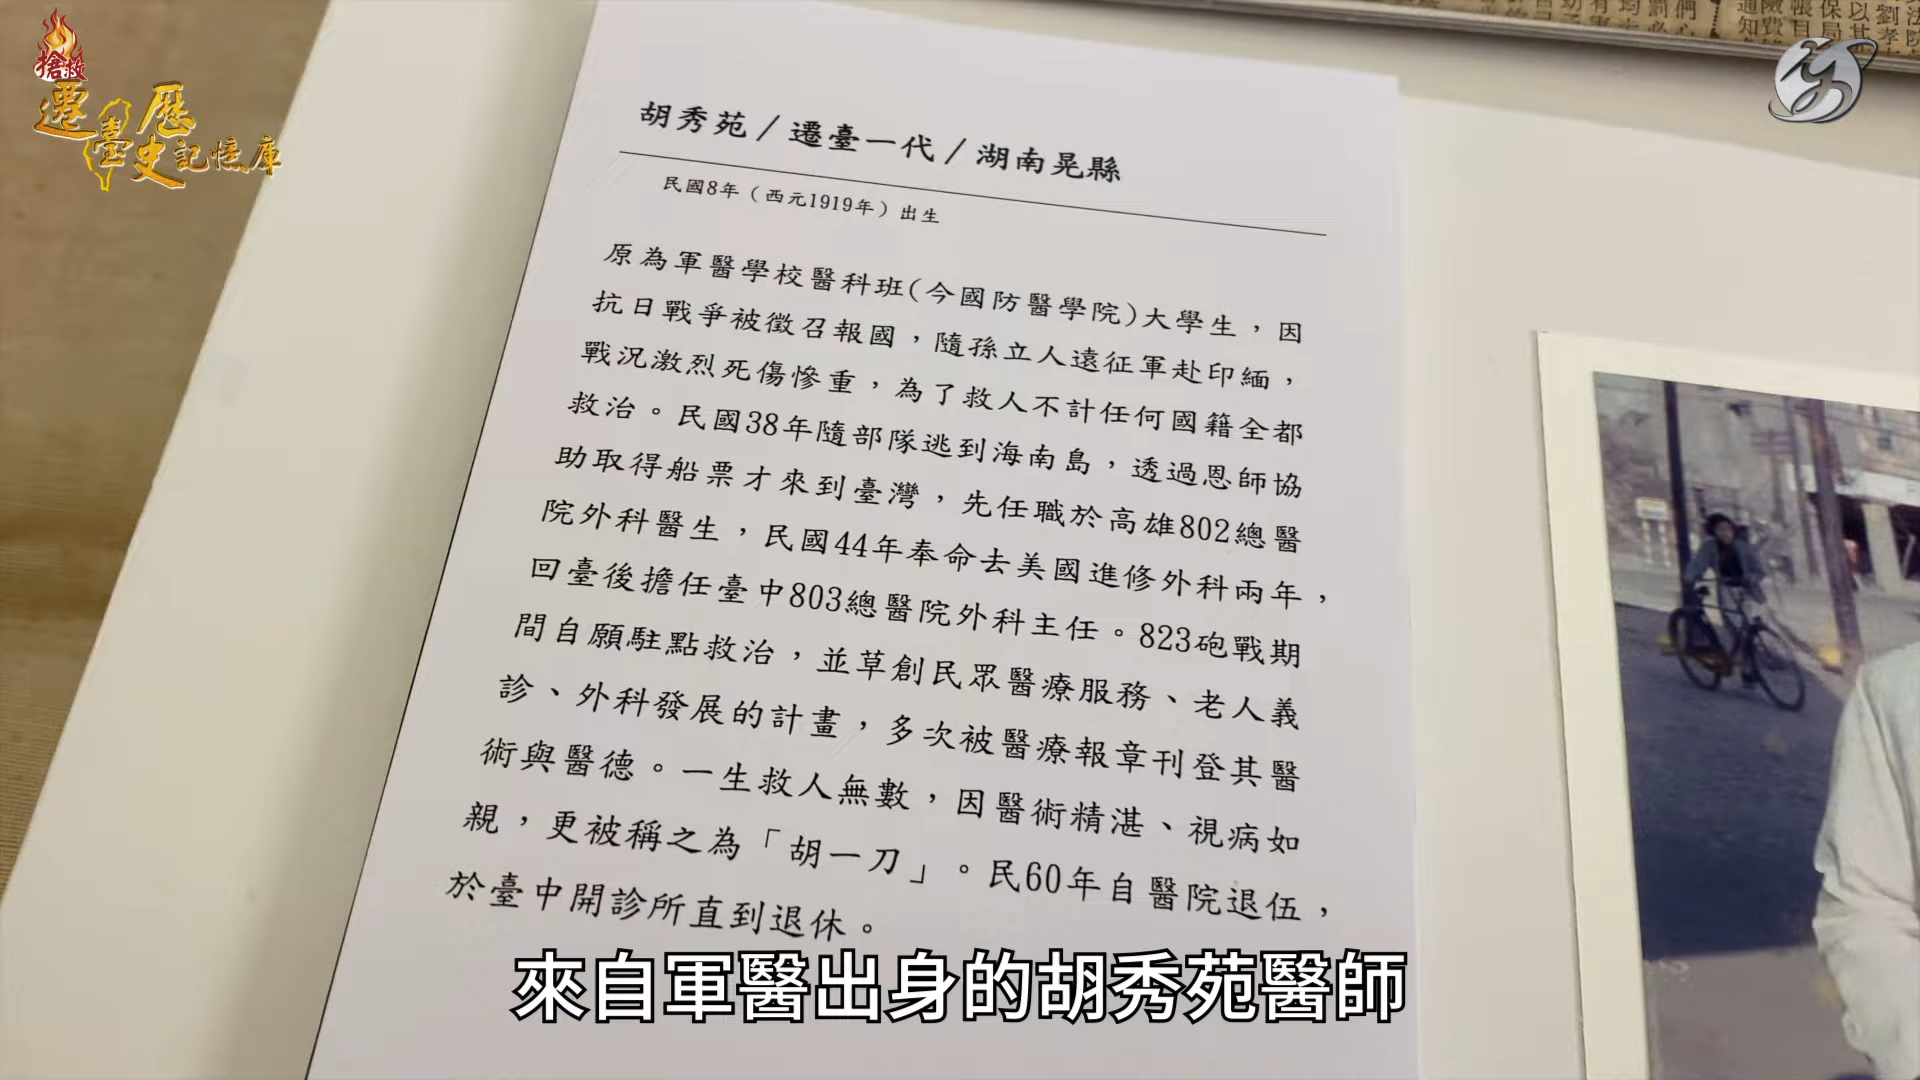 搶救
遷臺歷史記憶庫
胡秀苑/遷臺一代/湖南晃縣
民國8年(西元1919年)出生
原為軍醫學校醫科班(今國防醫學院)大學生，因
抗日戰爭被徵召報國，隨孫立人遠征軍赴印緬，
戰況激烈死傷慘重，為了救人不計任何國籍全都
救治。民國38年隨部隊逃到海南島，透過恩師協
助取得船票才來到臺灣，先任職於高雄802總醫
院外科醫生，民國44年奉命去美國進修外科兩年，
回臺後擔任臺中803總醫院外科主任。823砲戰期
間自願駐點救治，並草創民眾醫療服務、老人義
診、外科發展的計畫，多次被醫療報章刊登其醫
術與醫德。一生救人無數，因醫術精湛、視病如
親，更被稱之為「胡一刀」。民60年自醫院退伍，
於臺中開診所直到退休。
來自軍醫出身的胡秀苑醫師